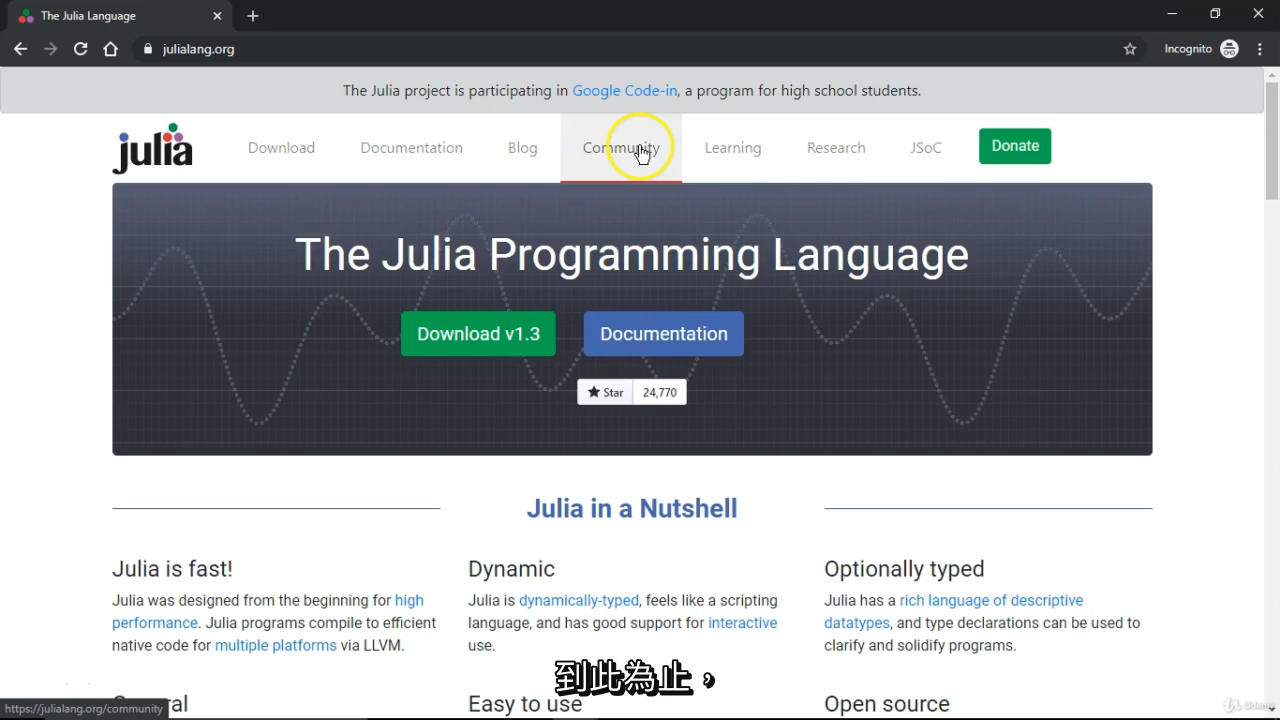 The Julia Language
julialang.org
Incognito
The Julia project is participating in Google Code-in, a program for high school students.
julia
Download
Documentation
Blog
Community
Learning
Research
JSoC
Donate
The Julia Programming Language
Download v1.3
Documentation
Star
24,770
Julia in a Nutshell
Julia is fast!
Julia was designed from the beginning for high
performance. Julia programs compile to efficient
native code for multiple platforms via LLVM.
Dynamic
Julia is dynamically-typed, feels like a scripting
language, and has good support for interactive
use.
Optionally typed
Julia has a rich language of descriptive
datatypes, and type declarations can be used to
clarify and solidify programs.
到此為止，
Easy to use
Open source
https://julialang.org/community
Udemy